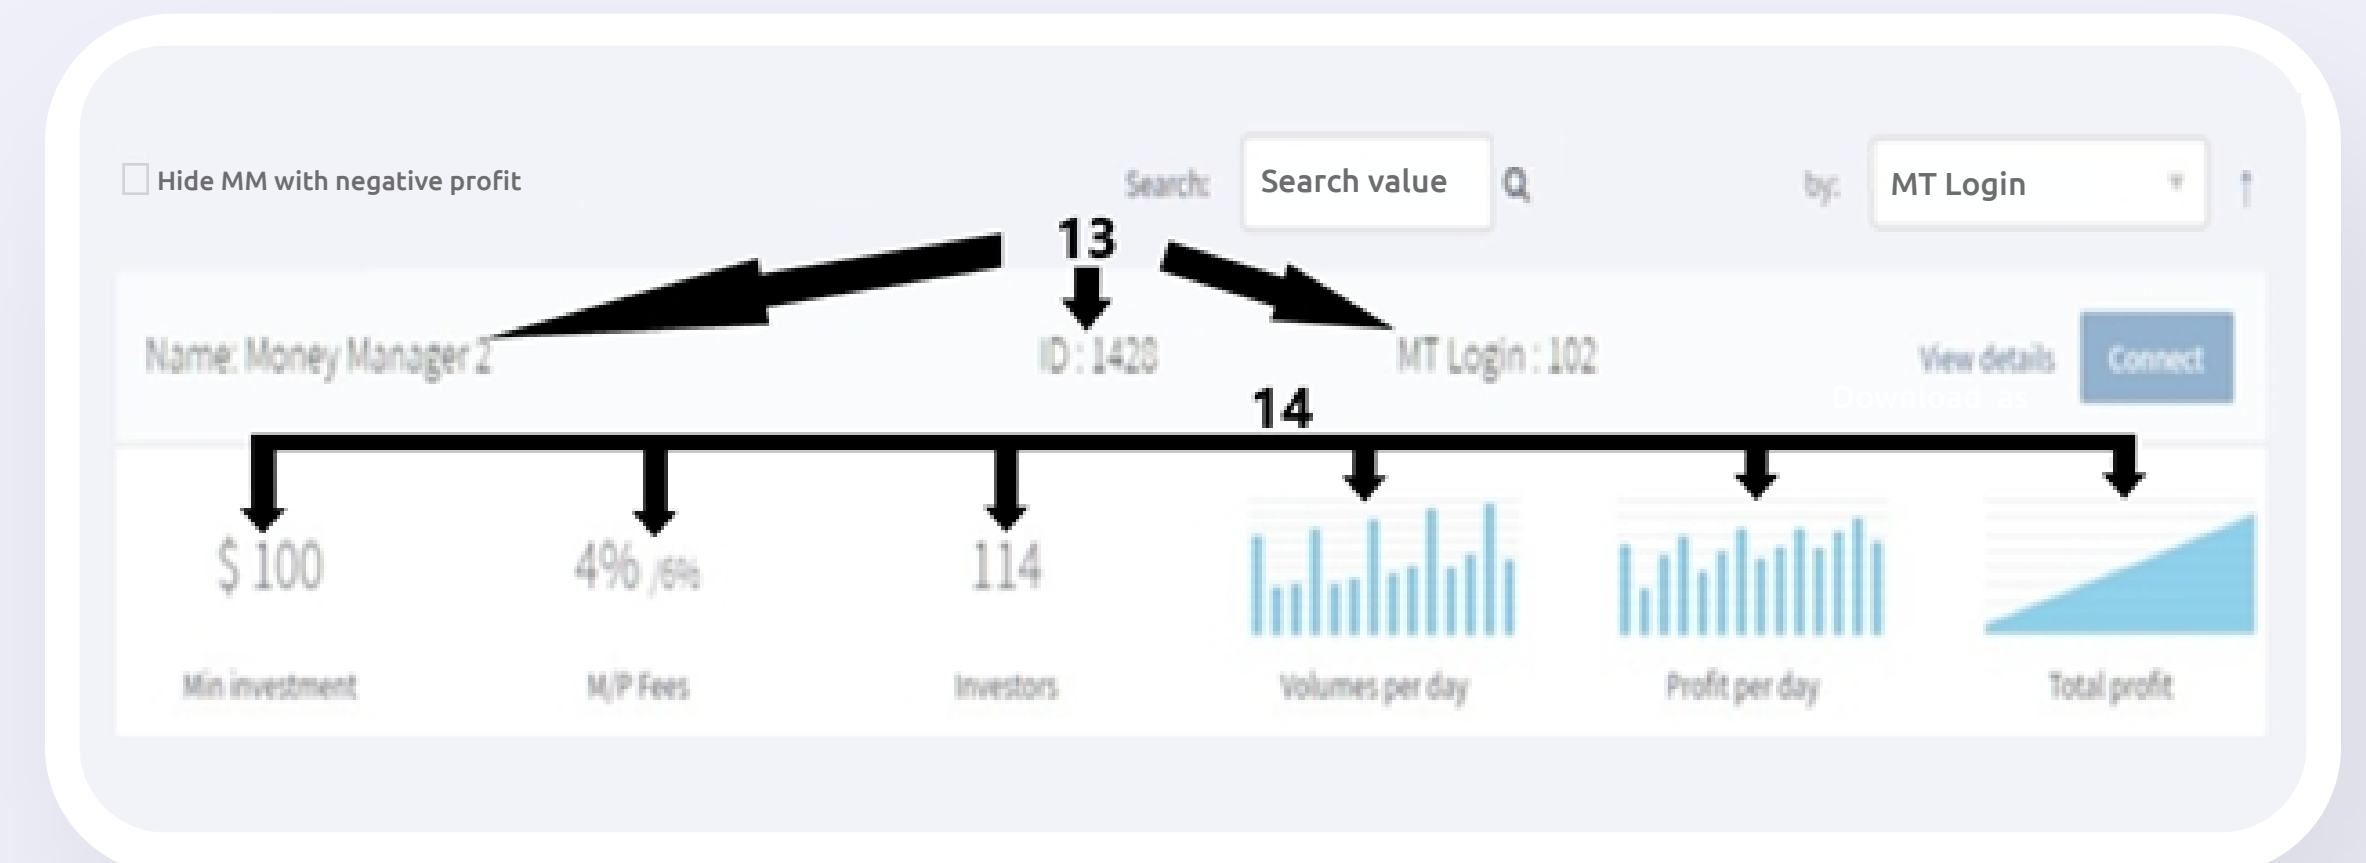 Hide MM with negative profit
Search: Search value
by: MT Login
13
Name: Money Manager 2
ID : 1428
MT Login : 102
View details
Connect
Download as
14
$ 100
4% /6%
114
Min investment
M/P Fees
Investors
Volumes per day
Profit per day
Total profit